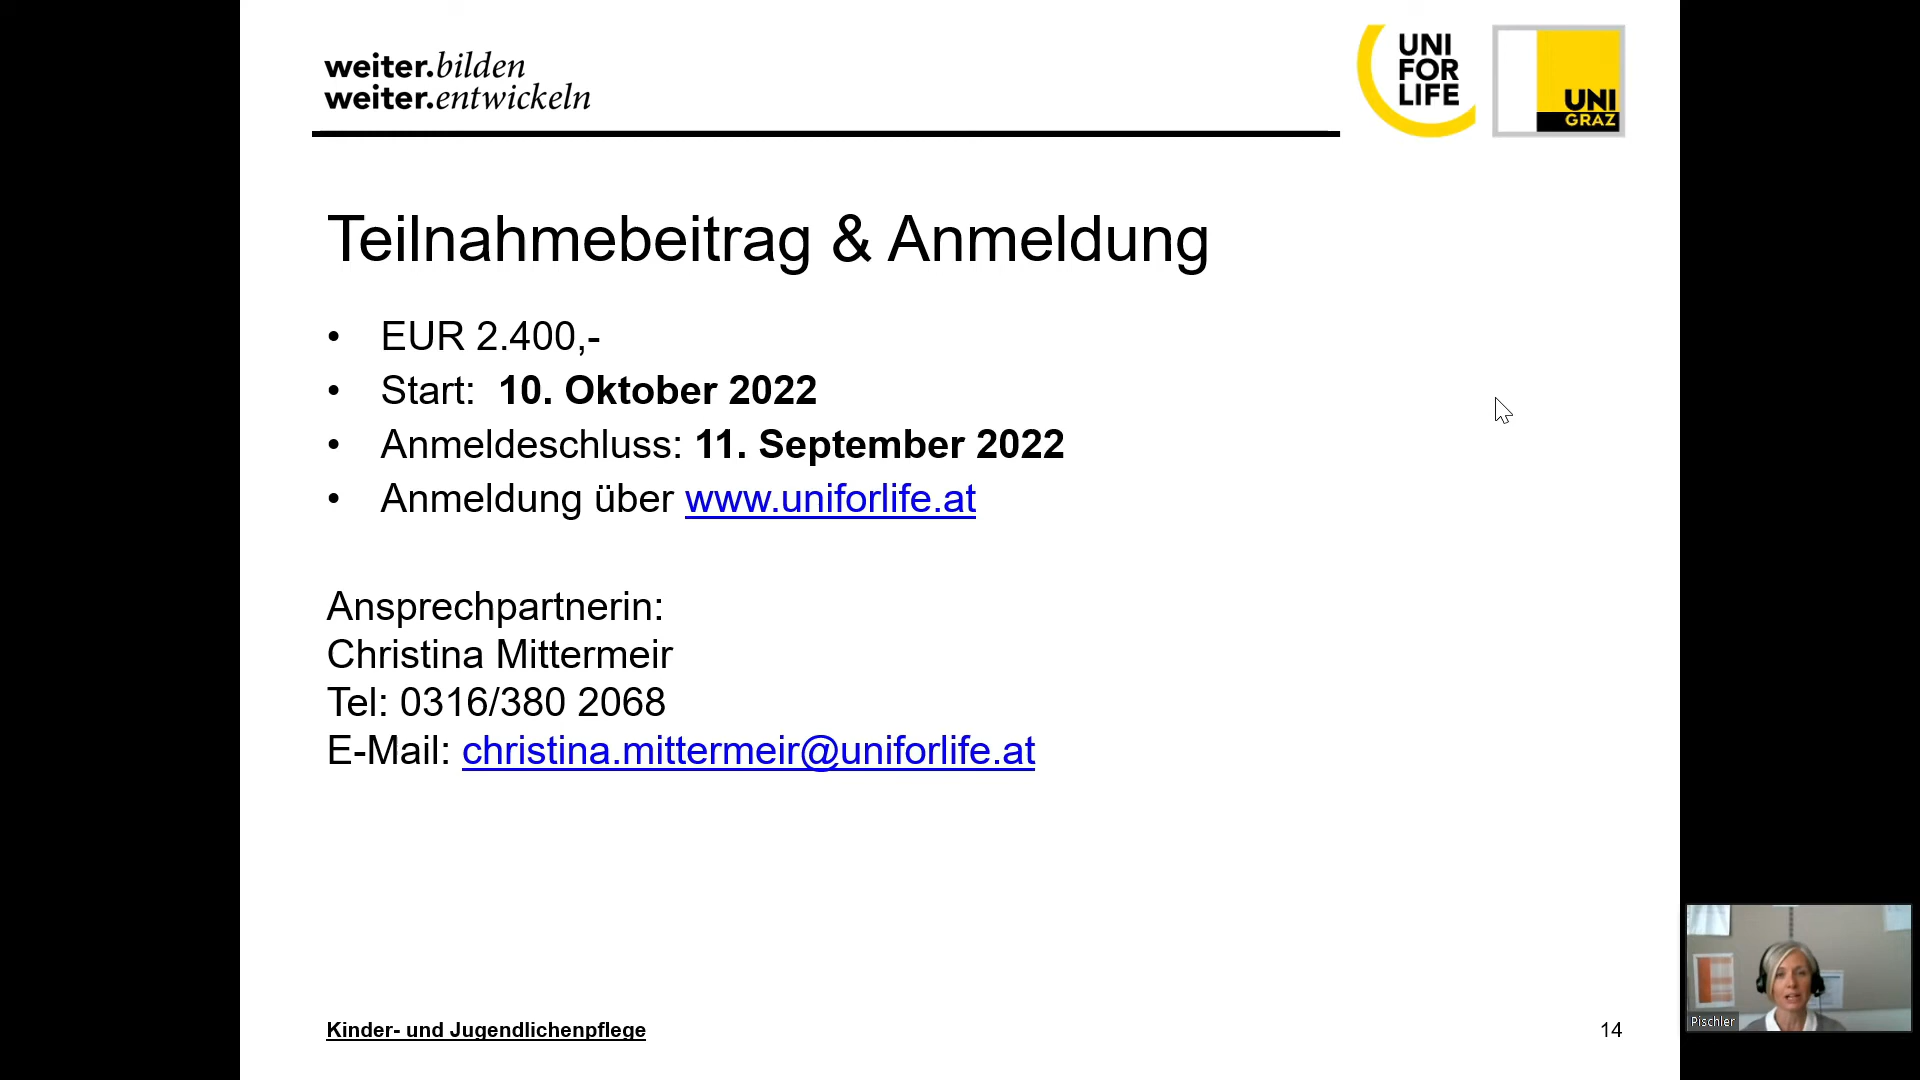 weiter.bilden
weiter.entwickeln
UNI
FOR
LIFE
UNI
GRAZ
Teilnahmebeitrag & Anmeldung
• EUR 2.400,-
• Start: 10. Oktober 2022
• Anmeldeschluss: 11. September 2022
• Anmeldung über www.uniforlife.at
Ansprechpartnerin:
Christina Mittermeir
Tel: 0316/380 2068
E-Mail: christina.mittermeir@uniforlife.at
Kinder- und Jugendlichenpflege
14
Pischler